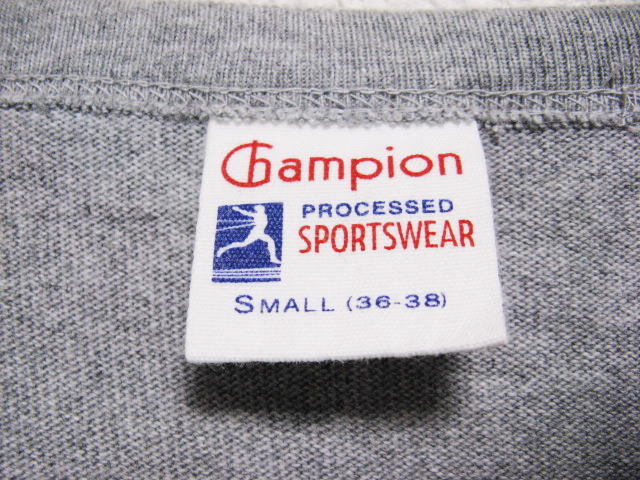 Champion
PROCESSED
SPORTSWEAR
SMALL (36-38)